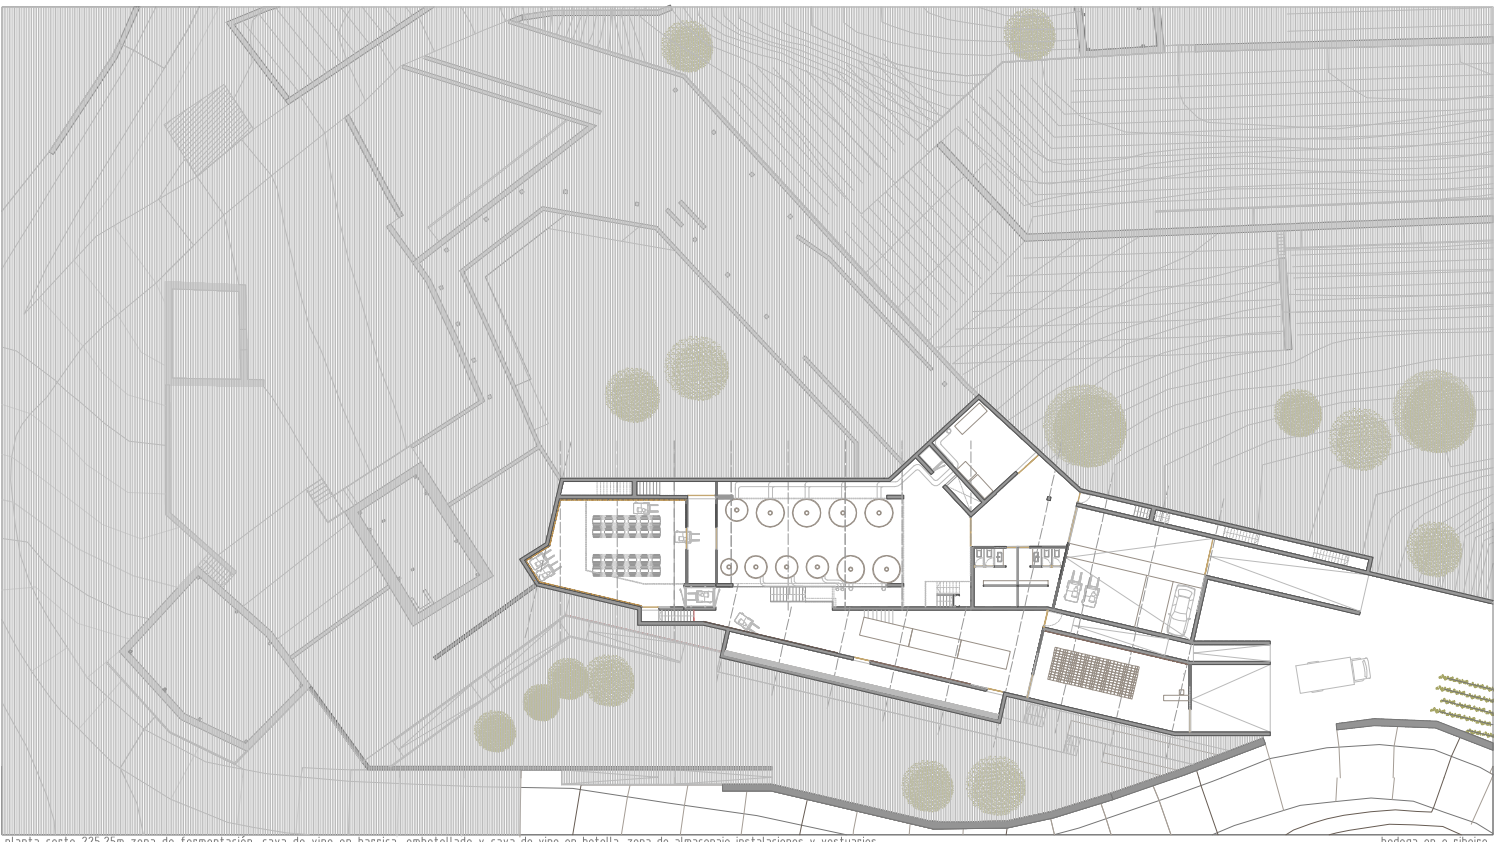 planta corte 225.25m zona de fermentación, cava de vino en barrica, embotellado y cava de vino en botella, zona de almacenaje instalaciones y vestuarios
bodega en o ribeiro